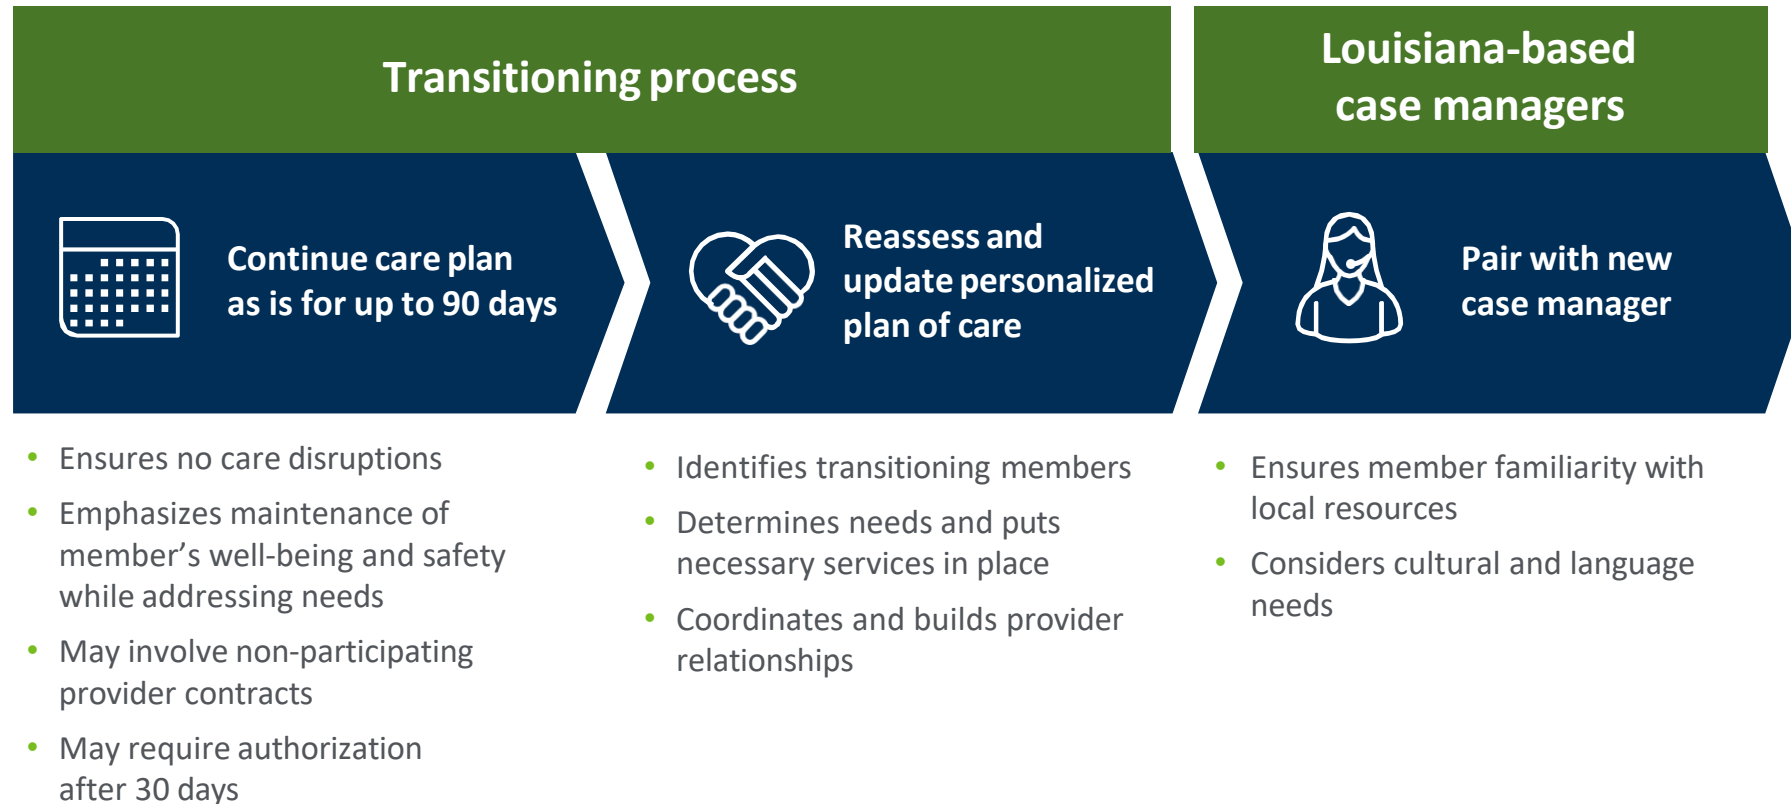 Transitioning process
Louisiana-based
case managers
Continue care plan
as is for up to 90 days
Reassess and
update personalized
plan of care
Pair with new
case manager
• Ensures no care disruptions
• Emphasizes maintenance of
member’s well-being and safety
while addressing needs
• May involve non-participating
provider contracts
• May require authorization
after 30 days
• Identifies transitioning members
• Determines needs and puts
necessary services in place
• Coordinates and builds provider
relationships
• Ensures member familiarity with
local resources
• Considers cultural and language
needs